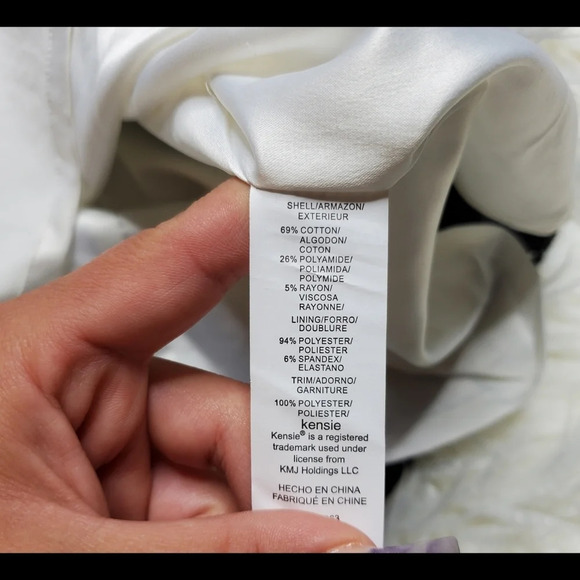 SHELL/ARMAZON/
EXTERIEUR
69% COTTON/
ALGODON/
COTON
26% POLYAMIDE/
POLIAMIDA/
POLYMIDE
5% RAYON/
VISCOSA
RAYONNE/
LINING/FORRO/
DOUBLURE
94% POLYESTER/
POLIESTER
6% SPANDEX/
ELASTANO
TRIM/ADORNO/
GARNITURE
100% POLYESTER/
POLIESTER/
kensie
Kensie® is a registered
trademark used under
license from
KMJ Holdings LLC
HECHO EN CHINA
FABRIQUÉ EN CHINE